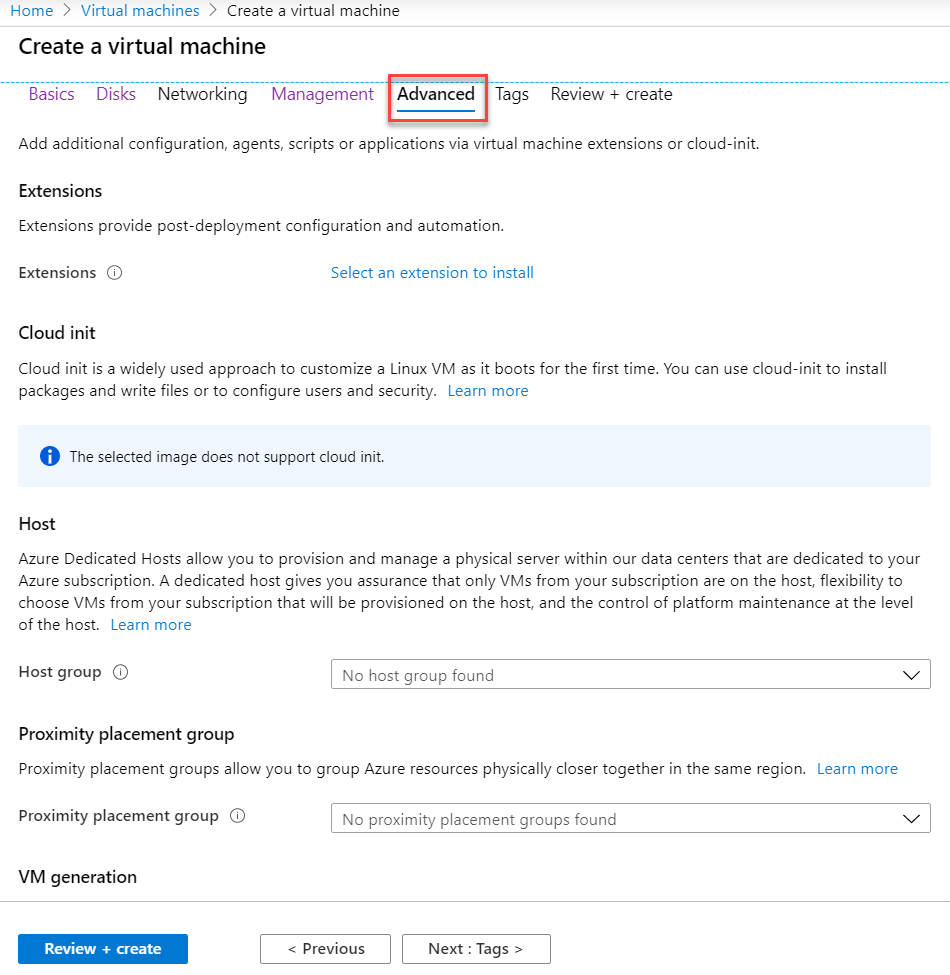 Home > Virtual machines > Create a virtual machine
Create a virtual machine
Basics Disks Networking Management Advanced Tags Review + create
Add additional configuration, agents, scripts or applications via virtual machine extensions or cloud-init.
Extensions
Extensions provide post-deployment configuration and automation.
Extensions Select an extension to install
Cloud init
Cloud init is a widely used approach to customize a Linux VM as it boots for the first time. You can use cloud-init to install
packages and write files or to configure users and security. Learn more
The selected image does not support cloud init.
Host
Azure Dedicated Hosts allow you to provision and manage a physical server within our data centers that are dedicated to your
Azure subscription. A dedicated host gives you assurance that only VMs from your subscription are on the host, flexibility to
choose VMs from your subscription that will be provisioned on the host, and the control of platform maintenance at the level
of the host. Learn more
Host group No host group found
Proximity placement group
Proximity placement groups allow you to group Azure resources physically closer together in the same region. Learn more
Proximity placement group No proximity placement groups found
VM generation
Review + create < Previous Next : Tags >